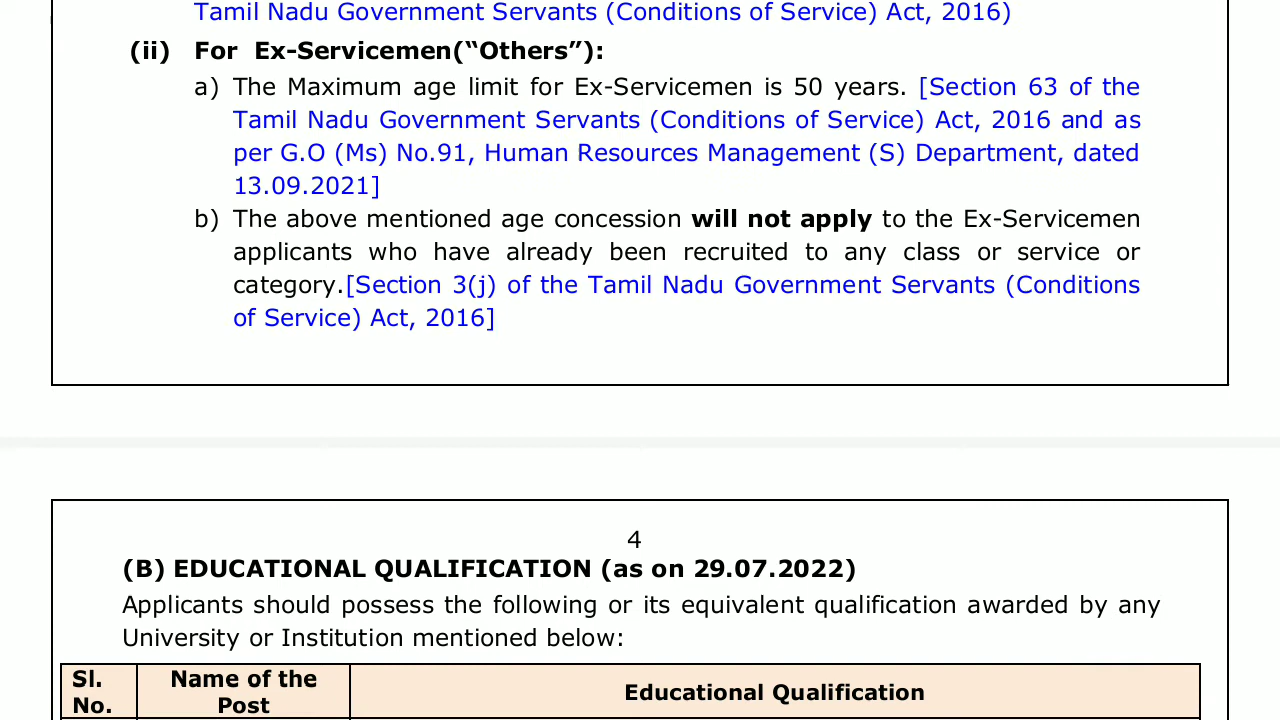 Tamil Nadu Government Servants (Conditions of Service) Act, 2016)
(ii) For Ex-Servicemen(“Others”):
a) The Maximum age limit for Ex-Servicemen is 50 years. [Section 63 of the
Tamil Nadu Government Servants (Conditions of Service) Act, 2016 and as
per G.O (Ms) No.91, Human Resources Management (S) Department, dated
13.09.2021]
b) The above mentioned age concession will not apply to the Ex-Servicemen
applicants who have already been recruited to any class or service or
category.[Section 3(j) of the Tamil Nadu Government Servants (Conditions
of Service) Act, 2016]
4
(B) EDUCATIONAL QUALIFICATION (as on 29.07.2022)
Applicants should possess the following or its equivalent qualification awarded by any
University or Institution mentioned below:
Sl.
No.
Name of the
Post
Educational Qualification